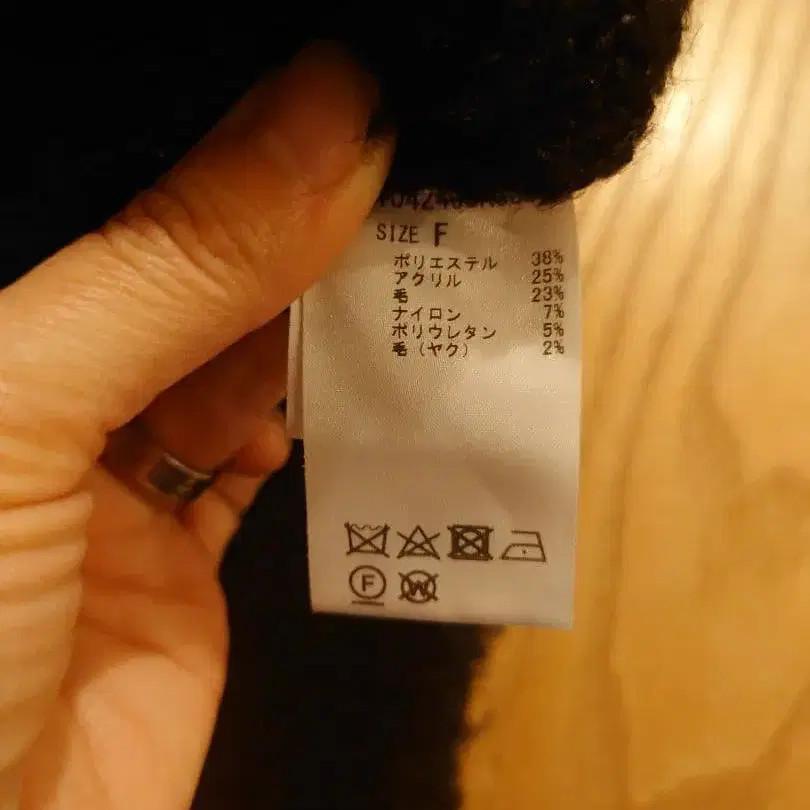 SIZE F
ポリエステル 38%
アクリル 25%
毛 23%
ナイロン 7%
ポリウレタン 5%
毛（ヤク） 2%
F W